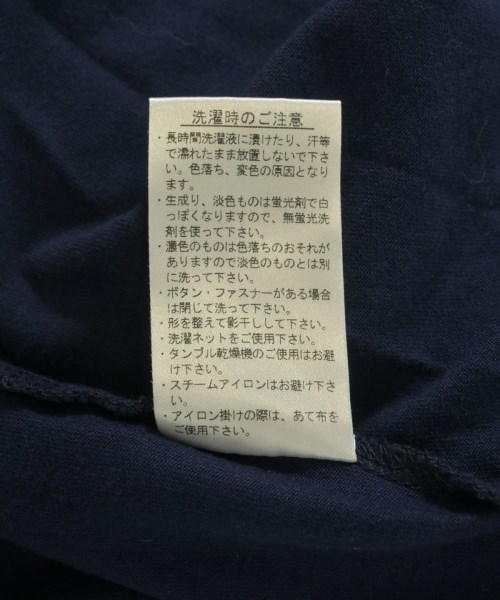 洗濯時のご注意
・長時間洗濯液に漬けたり、汗等
で濡れたまま放置しないで下さ
い。色落ち、変色の原因となり
ます。
・生成り、淡色ものは蛍光剤で白
っぽくなりますので、無蛍光洗
剤を使って下さい。
・濃色のものは色落ちのおそれが
ありますので淡色のものとは別
に洗って下さい。
・ボタン・ファスナーがある場合
は閉じて洗って下さい。
・形を整えて影干しして下さい。
・洗濯ネットをご使用下さい。
・タンブル乾燥機のご使用はお避
け下さい。
・スチームアイロンはお避け下さ
い。
・アイロン掛けの際は、あて布を
ご使用下さい。